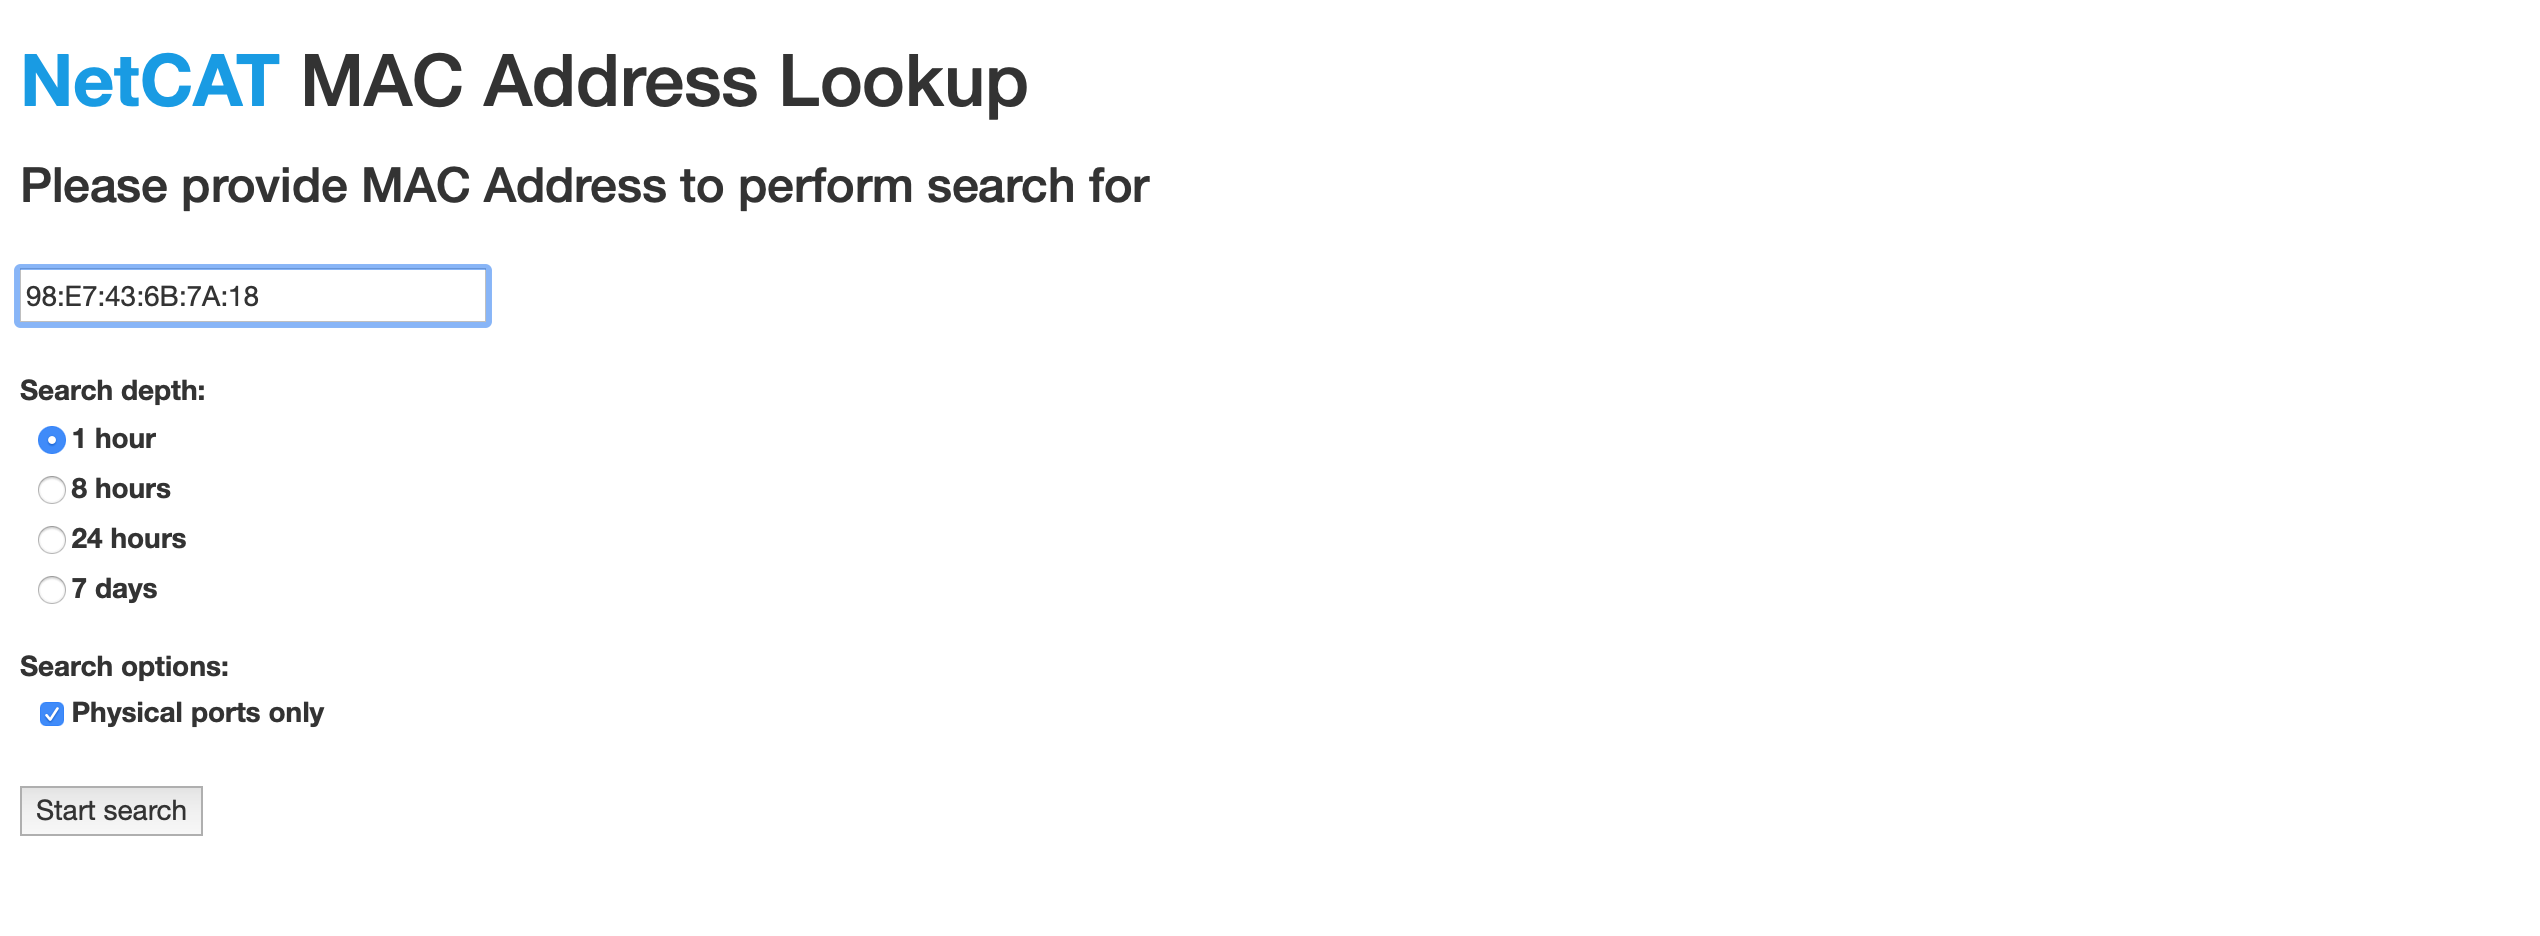 NetCAT MAC Address Lookup
Please provide MAC Address to perform search for
98:E7:43:6B:7A:18
Search depth:
1 hour
8 hours
24 hours
7 days
Search options:
Physical ports only
Start search